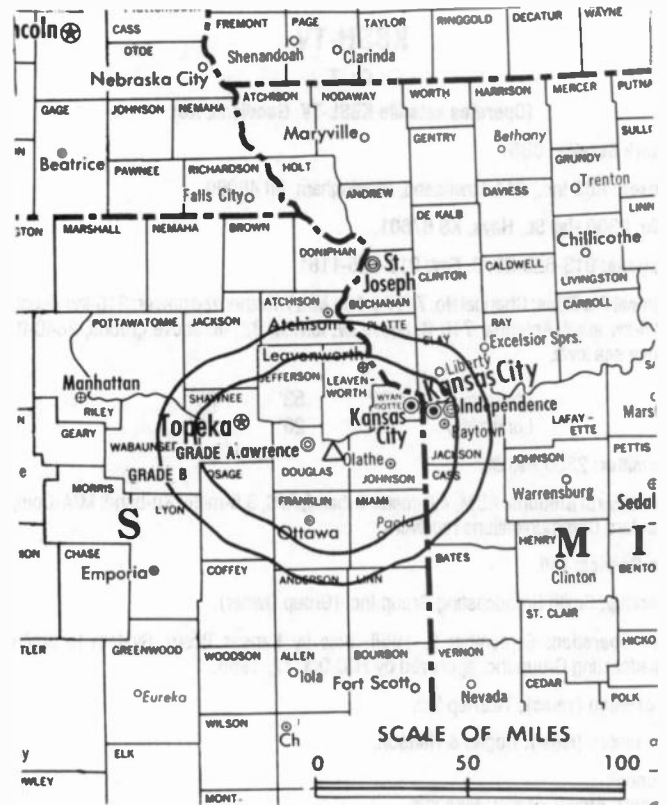 FREMONT PAGE TAYLOR RINGGOLD DECATUR WAYNE
CASS
OTOE
Shenandoah Clarinda
Nebraska City
ATCHISON NODAWAY WORTH HARRISON MERCER
GAGE JOHNSON NEMAHA
Maryville
GENTRY
Bethany
GRUNDY
Beatrice
PAWNEE RICHARDSON HOLT
Falls City
ANDREW
DAVIESS
Trenton
DE KALB
MARSHALL NEMAHA BROWN
DONIPHAN
St.
Joseph
Chillicothe
CLINTON CALDWELL
LIVINGSTON
ATCHISON
BUCHANAN
CARROLL
POTTAWATOMIE JACKSON
Atchison
PLATTE
CLAY
RAY
Excelsior Sprs.
Leavenworth
Liberty
Manhattan
JEFFERSON
LEAVEN-
WORTH
Kansas City
RILEY
SHAWNEE
WYAN
DOTTE
Independence
GEARY
Topeka
Kansas
City
Raytown
LAFAY-
ETTE
WABAUNSEE
GRADE A
Lawrence
JACKSON
PETTIS
GRADE B
OSAGE
DOUGLAS
Olathe
JOHNSON
CASS
JOHNSON
MORRIS
Warrensburg
LYON
FRANKLIN MIAMI
S
Ottawa
HENRY
M I
CHASE
Emporia
COFFEY
ANDERSON LINN
BATES
Clinton
ST. CLAIR
GREENWOOD WOODSON ALLEN BOURBON VERNON
Iola
Fort Scott
CEDAR
Eureka
Nevada
POLK
WILSON
SCALE OF MILES
Ch
ELK
0 50 100
MONT-